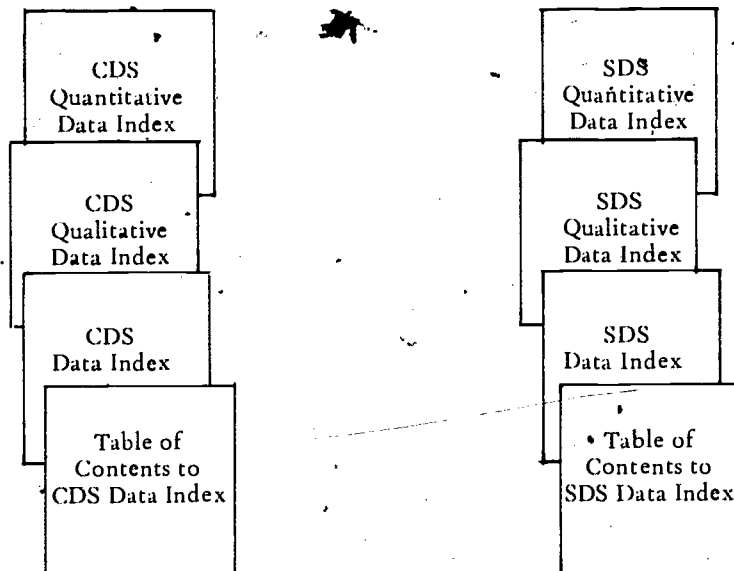 CDS
Quantitative
Data Index
CDS
Qualitative
Data Index
CDS
Data Index
Table of
Contents to
CDS Data Index
SDS
Quantitative
Data Index
SDS
Qualitative
Data Index
SDS
Data Index
Table of
Contents to
SDS Data Index